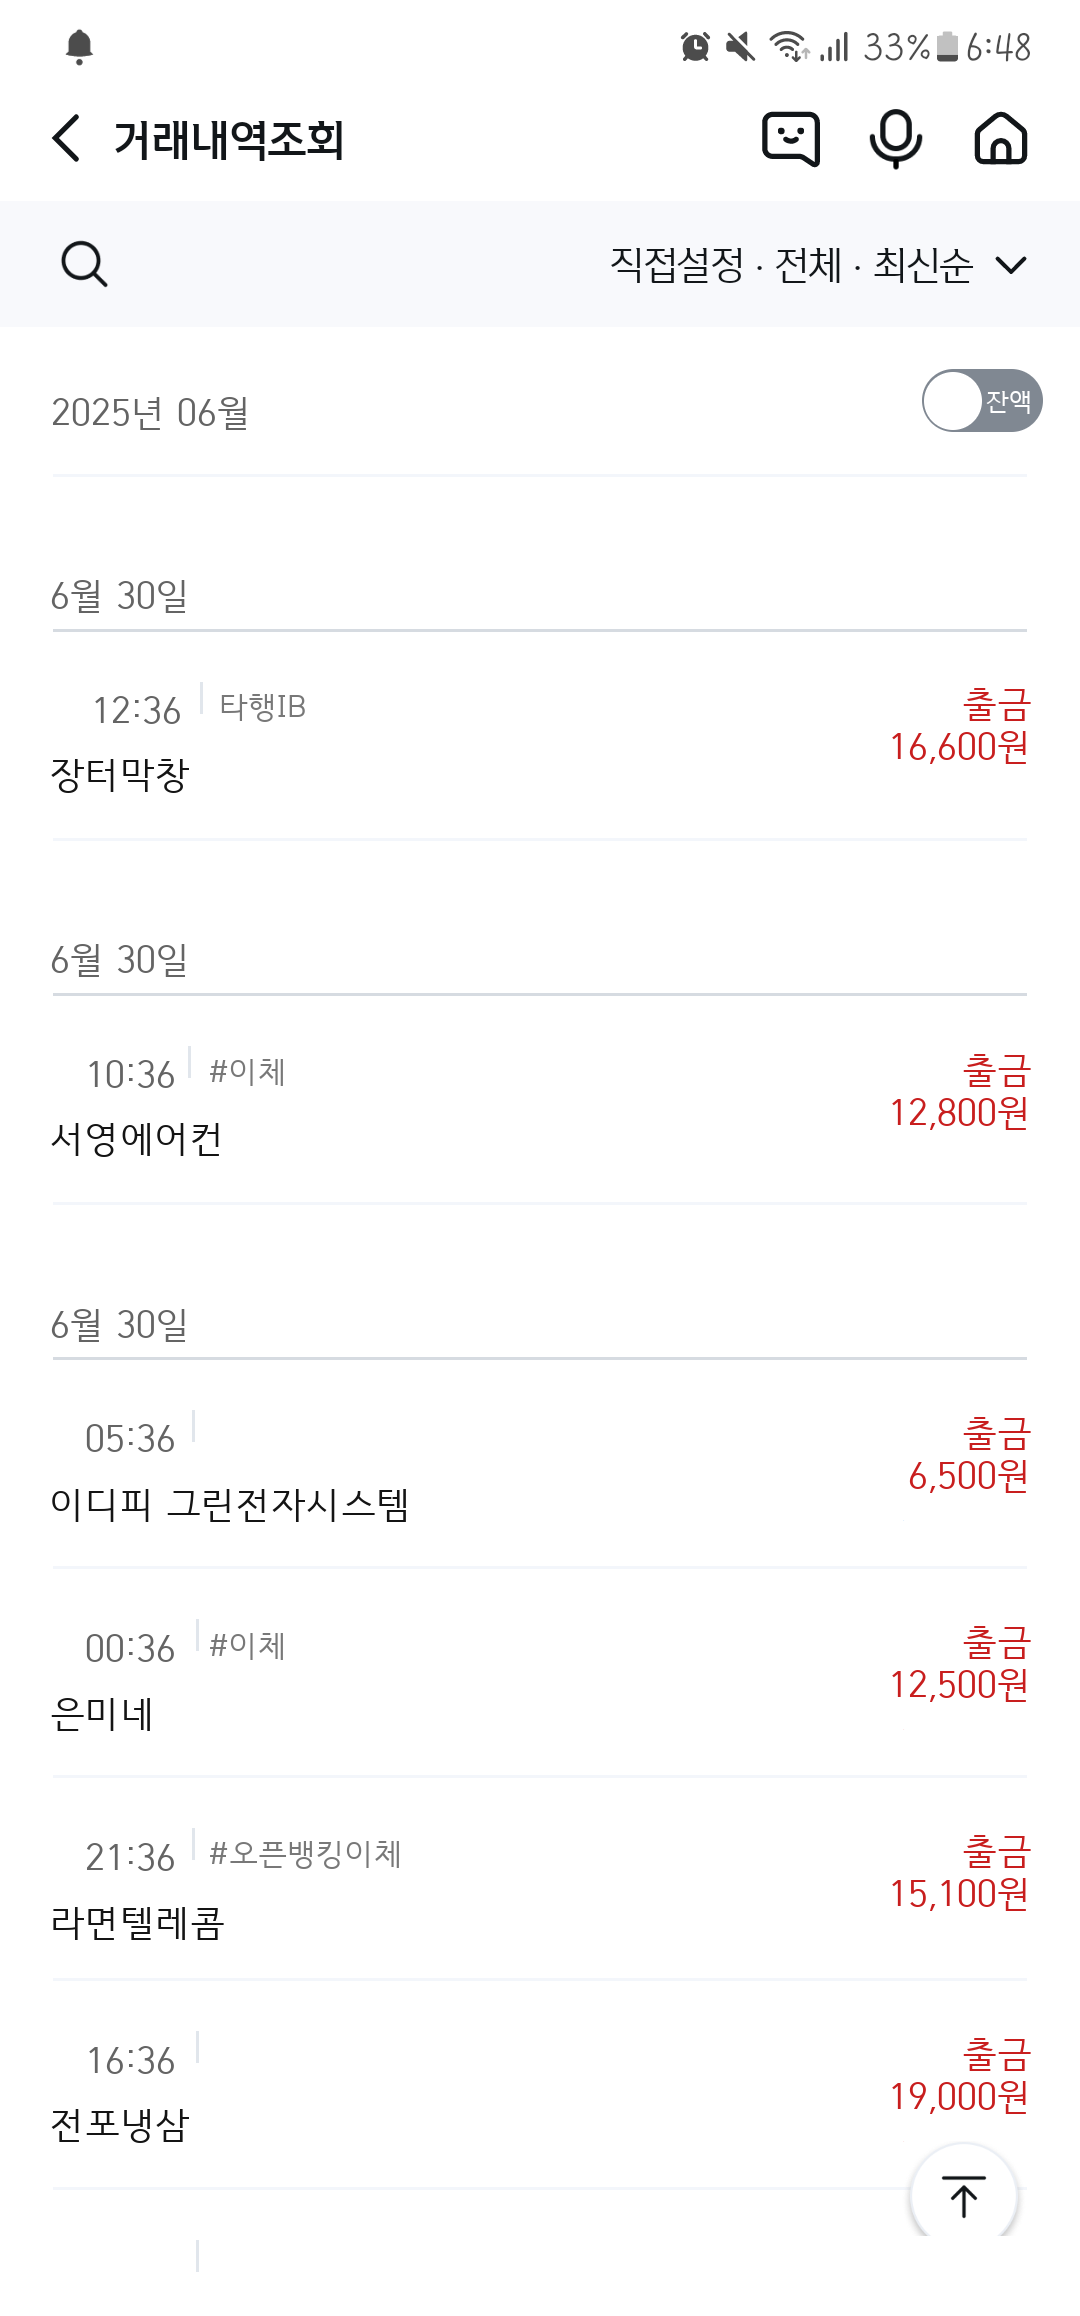 33% 6:48
거래내역조회
직접설정 · 전체 · 최신순
2025년 06월
잔액
6월 30일
12:36 타행IB
출금
16,600원
장터막창
6월 30일
10:36 #이체
출금
12,800원
서영에어컨
6월 30일
05:36
출금
6,500원
이디피 그린전자시스템
00:36 #이체
출금
12,500원
은미네
21:36 #오픈뱅킹이체
출금
15,100원
라면텔레콤
16:36
출금
19,000원
전포냉삼